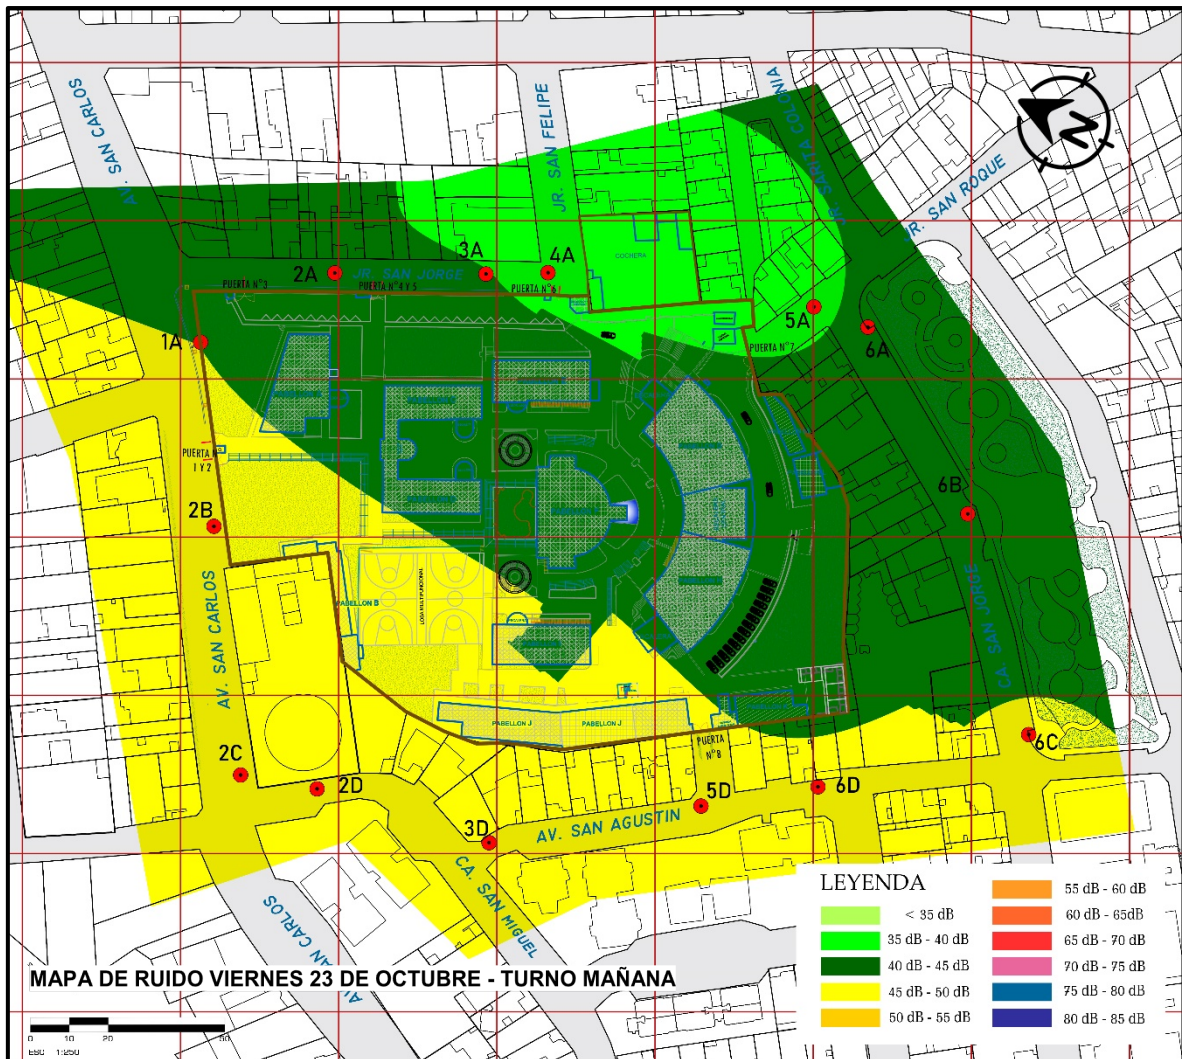 AV. SAN CARLOS
JR. SAN FELIPE
JR. SARITA COLONIA
N
JR. SAN ROQUE
COCHERA
2A
JR. SAN JORGE
3A
4A
PUERTA N°3
PUERTA N°4 Y 5
PUERTA N°6
1A
5A
PUERTA N°7
6A
PUERTA N°
1 Y 2
2B
6B
LOSA MULTIFUNCIONAL
PABELLON B
AV. SAN CARLOS
CA. SAN JORGE
PABELLON J
PABELLON J
PUERTA
N°8
6C
2C
2D
5D
6D
3D
AV. SAN AGUSTIN
CA. SAN MIGUEL
AV. SAN CARLOS
LEYENDA
< 35 dB
35 dB - 40 dB
40 dB - 45 dB
45 dB - 50 dB
50 dB - 55 dB
55 dB - 60 dB
60 dB - 65dB
65 dB - 70 dB
70 dB - 75 dB
75 dB - 80 dB
80 dB - 85 dB
MAPA DE RUIDO VIERNES 23 DE OCTUBRE - TURNO MAÑANA
0 10 20 50
ESC 1:1250